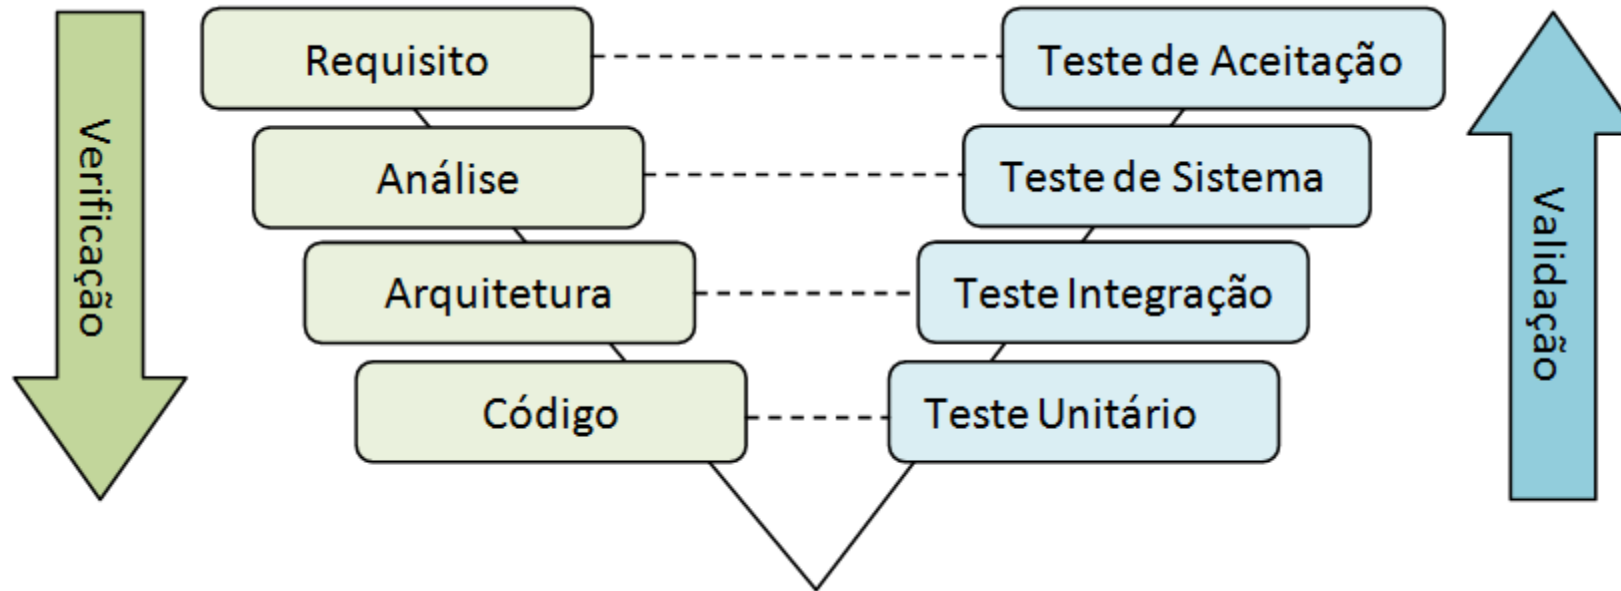 Verificação
Requisito
Teste de Aceitação
Análise
Teste de Sistema
Arquitetura
Teste Integração
Código
Teste Unitário
Validação